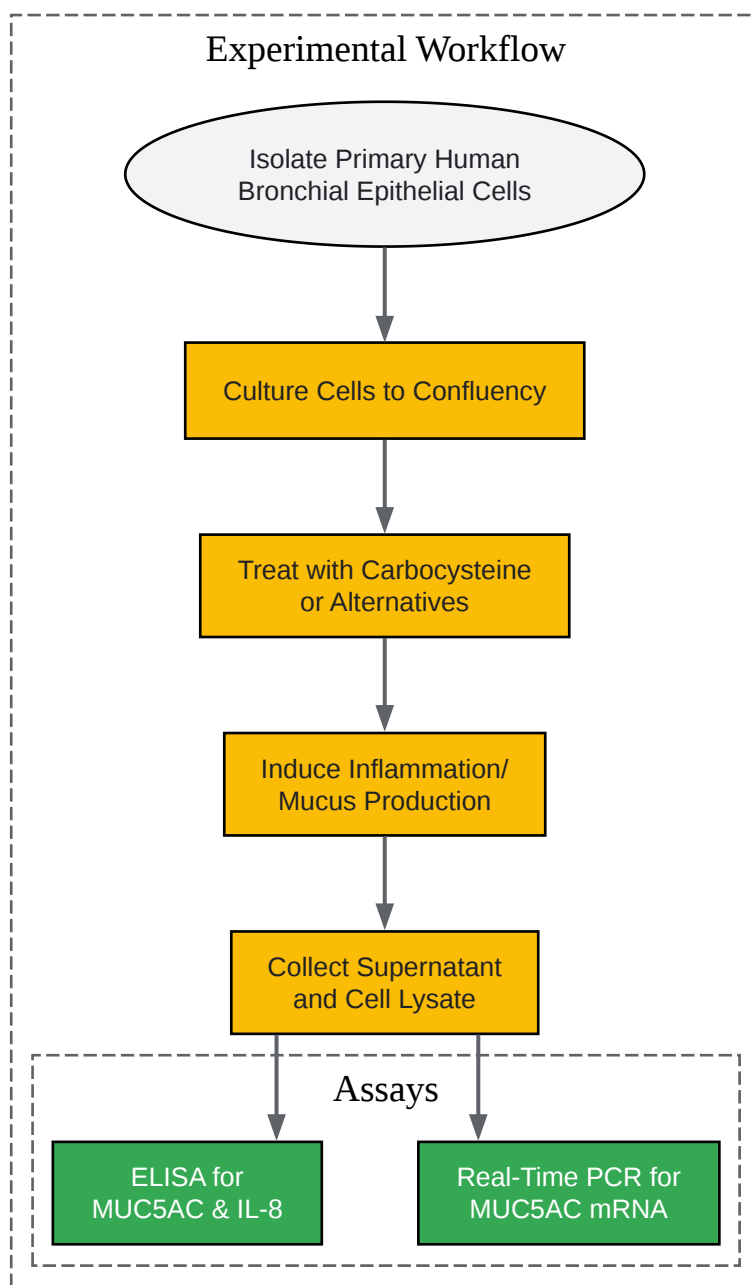 Experimental Workflow
Isolate Primary Human
Bronchial Epithelial Cells
Culture Cells to Confluency
Treat with Carbocysteine
or Alternatives
Induce Inflammation/
Mucus Production
Collect Supernatant
and Cell Lysate
Assays
ELISA for
MUC5AC & IL-8
Real-Time PCR for
MUC5AC mRNA